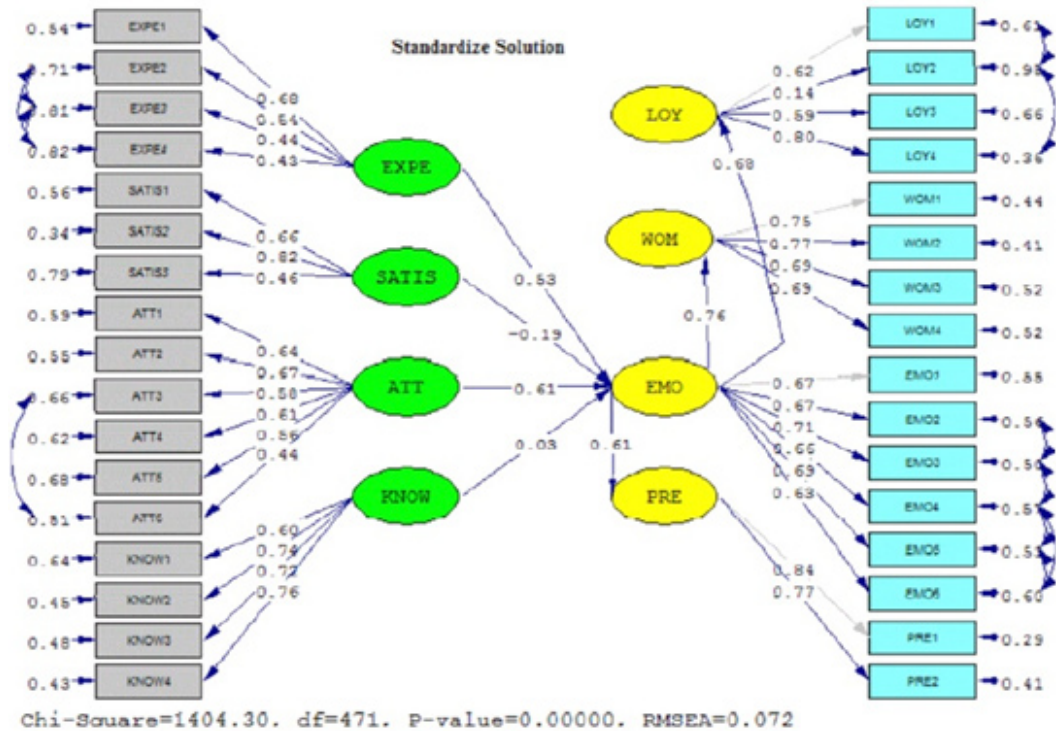 Standardize Solution
0.54 EXPE1
0.71 EXPE2
0.81 EXPE3
0.82 EXPE4
0.56 SATIS1
0.34 SATIS2
0.79 SATIS3
0.59 ATT1
0.55 ATT2
0.66 ATT3
0.62 ATT4
0.68 ATT5
0.81 ATT6
0.64 KNOW1
0.45 KNOW2
0.48 KNOW3
0.43 KNOW4
0.68
0.54
0.44
0.43
0.66
0.82
0.46
0.64
0.67
0.58
0.61
0.56
0.44
0.60
0.74
0.72
0.76
EXPE
SATIS
ATT
KNOW
0.53
-0.19
0.61
0.03
LOY
WOM
EMO
PRE
0.68
0.76
0.61
0.62
0.14
0.59
0.80
0.75
0.77
0.69
0.69
0.67
0.67
0.71
0.66
0.69
0.63
0.84
0.77
LOY1
LOY2
LOY3 0.66
LOY4 0.36
WOM1 0.44
WOM2 0.41
WOM3 0.52
WOM4 0.52
EMO1 0.55
EMO2 0.56
EMO3 0.50
EMO4
EMO5
EMO6 0.60
PRE1 0.29
PRE2 0.41
Chi-Square=1404.30, df=471, P-value=0.00000, RMSEA=0.072